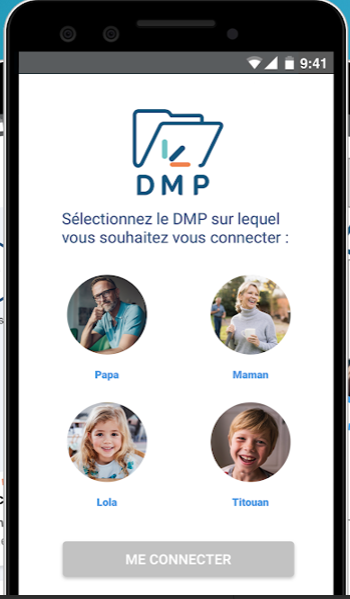 9:41
DMP
Sélectionnez le DMP sur lequel
vous souhaitez vous connecter :
Papa
Maman
Lola
Titouan
ME CONNECTER